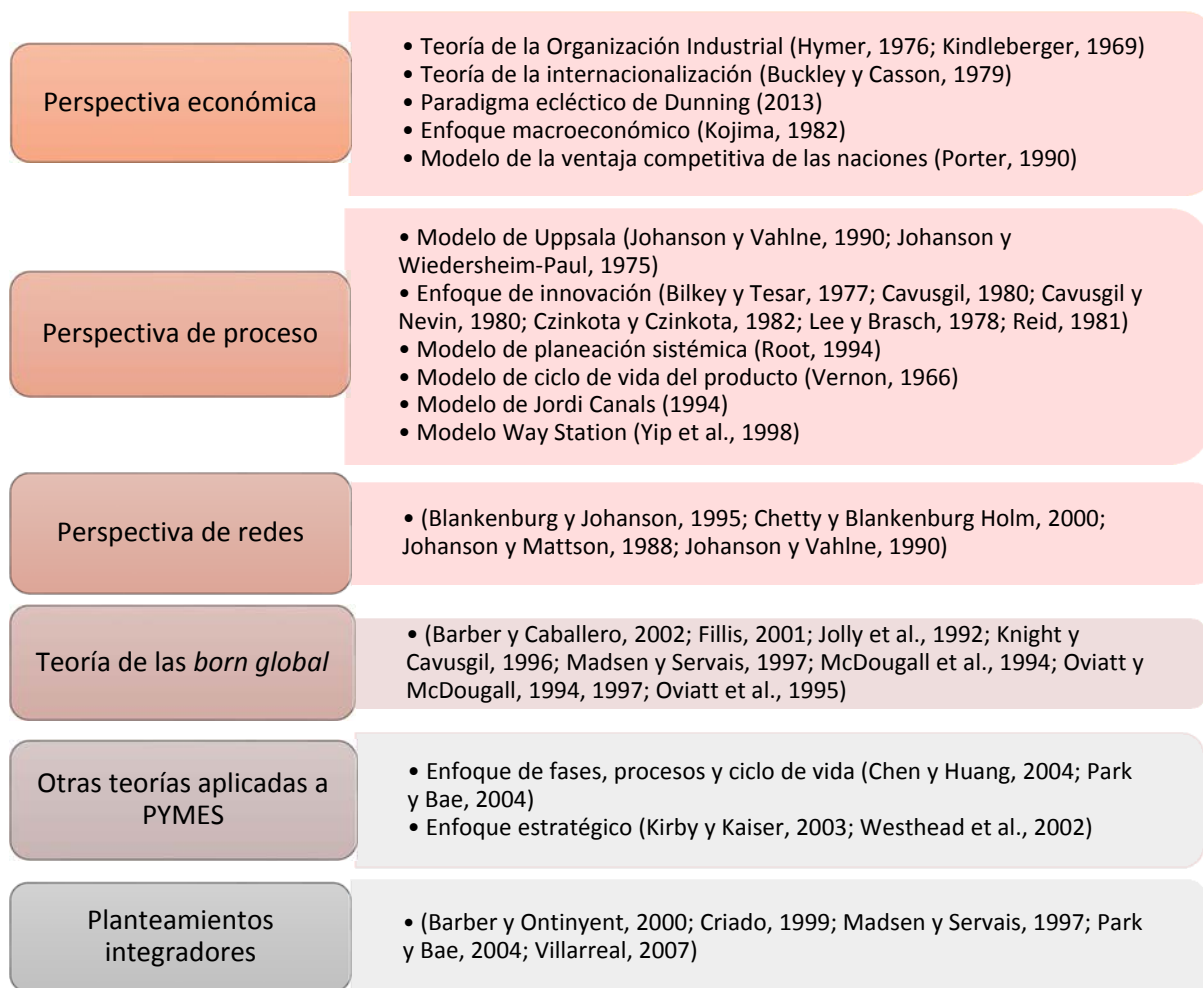 Perspectiva económica
• Teoría de la Organización Industrial (Hymer, 1976; Kindleberger, 1969)
• Teoría de la internacionalización (Buckley y Casson, 1979)
• Paradigma ecléctico de Dunning (2013)
• Enfoque macroeconómico (Kojima, 1982)
• Modelo de la ventaja competitiva de las naciones (Porter, 1990)
Perspectiva de proceso
• Modelo de Uppsala (Johanson y Vahlne, 1990; Johanson y
Wiedersheim-Paul, 1975)
• Enfoque de innovación (Bilkey y Tesar, 1977; Cavusgil, 1980; Cavusgil y
Nevin, 1980; Czinkota y Czinkota, 1982; Lee y Brasch, 1978; Reid, 1981)
• Modelo de planeación sistémica (Root, 1994)
• Modelo de ciclo de vida del producto (Vernon, 1966)
• Modelo de Jordi Canals (1994)
• Modelo Way Station (Yip et al., 1998)
Perspectiva de redes
• (Blankenburg y Johanson, 1995; Chetty y Blankenburg Holm, 2000;
Johanson y Mattson, 1988; Johanson y Vahlne, 1990)
Teoría de las born global
• (Barber y Caballero, 2002; Fillis, 2001; Jolly et al., 1992; Knight y
Cavusgil, 1996; Madsen y Servais, 1997; McDougall et al., 1994; Oviatt y
McDougall, 1994, 1997; Oviatt et al., 1995)
Otras teorías aplicadas a
PYMES
• Enfoque de fases, procesos y ciclo de vida (Chen y Huang, 2004; Park
y Bae, 2004)
• Enfoque estratégico (Kirby y Kaiser, 2003; Westhead et al., 2002)
Planteamientos
integradores
• (Barber y Ontinyent, 2000; Criado, 1999; Madsen y Servais, 1997; Park
y Bae, 2004; Villarreal, 2007)